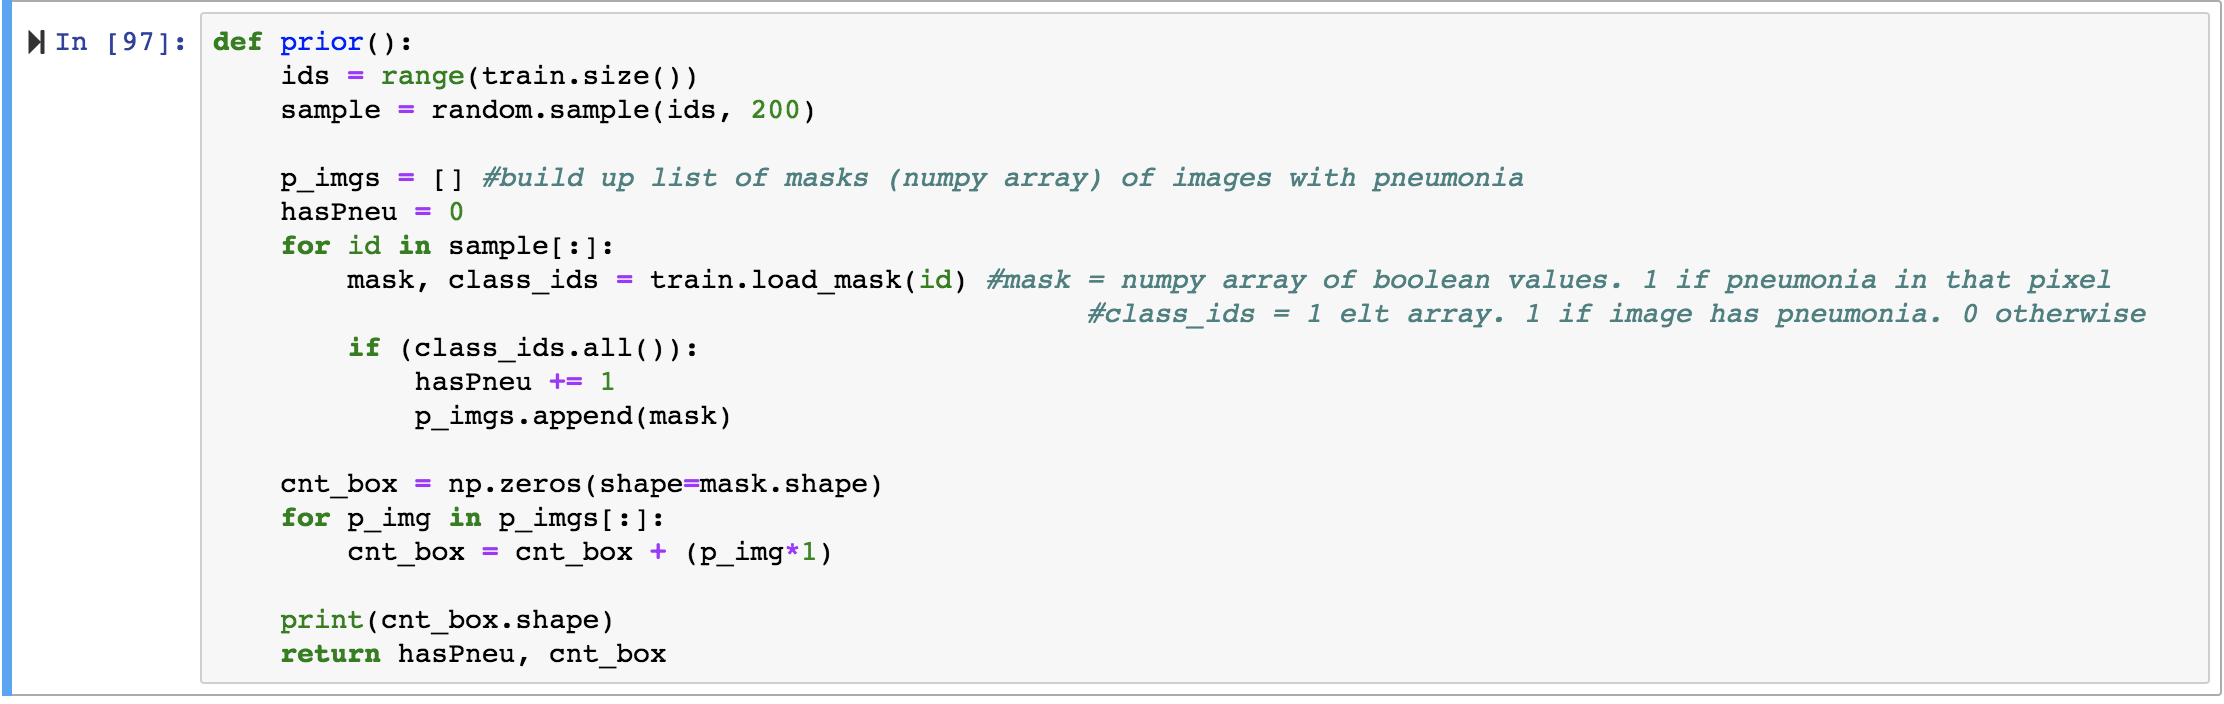 In [97]: def prior():
    ids = range(train.size())
    sample = random.sample(ids, 200)
    p_imgs = [] #build up list of masks (numpy array) of images with pneumonia
    hasPneu = 0
    for id in sample[:]:
        mask, class_ids = train.load_mask(id) #mask = numpy array of boolean values. 1 if pneumonia in that pixel
                                              #class_ids = 1 elt array. 1 if image has pneumonia. 0 otherwise
        if (class_ids.all()):
            hasPneu += 1
            p_imgs.append(mask)
    cnt_box = np.zeros(shape=mask.shape)
    for p_img in p_imgs[:]:
        cnt_box = cnt_box + (p_img*1)
    print(cnt_box.shape)
    return hasPneu, cnt_box